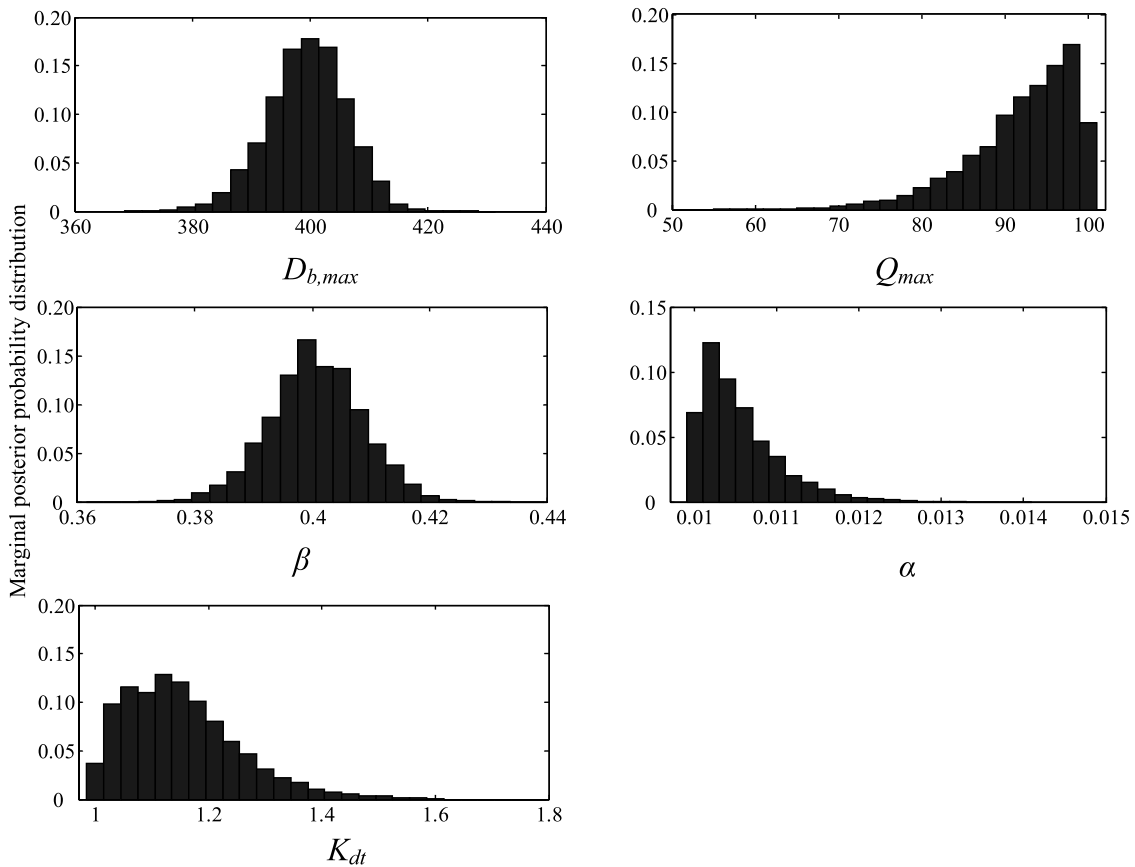 Marginal posterior probability distribution
0.20
0.15
0.10
0.05
0
360 380 400 420 440
D_{b,max}
0.20
0.15
0.10
0.05
0
50 60 70 80 90 100
Q_{max}
0.20
0.15
0.10
0.05
0
0.36 0.38 0.4 0.42 0.44
β
0.15
0.10
0.05
0
0.01 0.011 0.012 0.013 0.014 0.015
α
0.20
0.15
0.10
0.05
0
1 1.2 1.4 1.6 1.8
K_{dt}